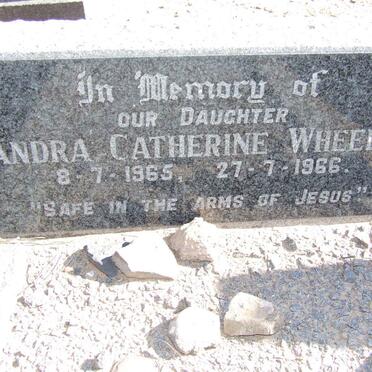 In Memory of
OUR DAUGHTER
ANDRA CATHERINE WHEE
8-7-1965. 27-7-1966.
"SAFE IN THE ARMS OF JESUS"